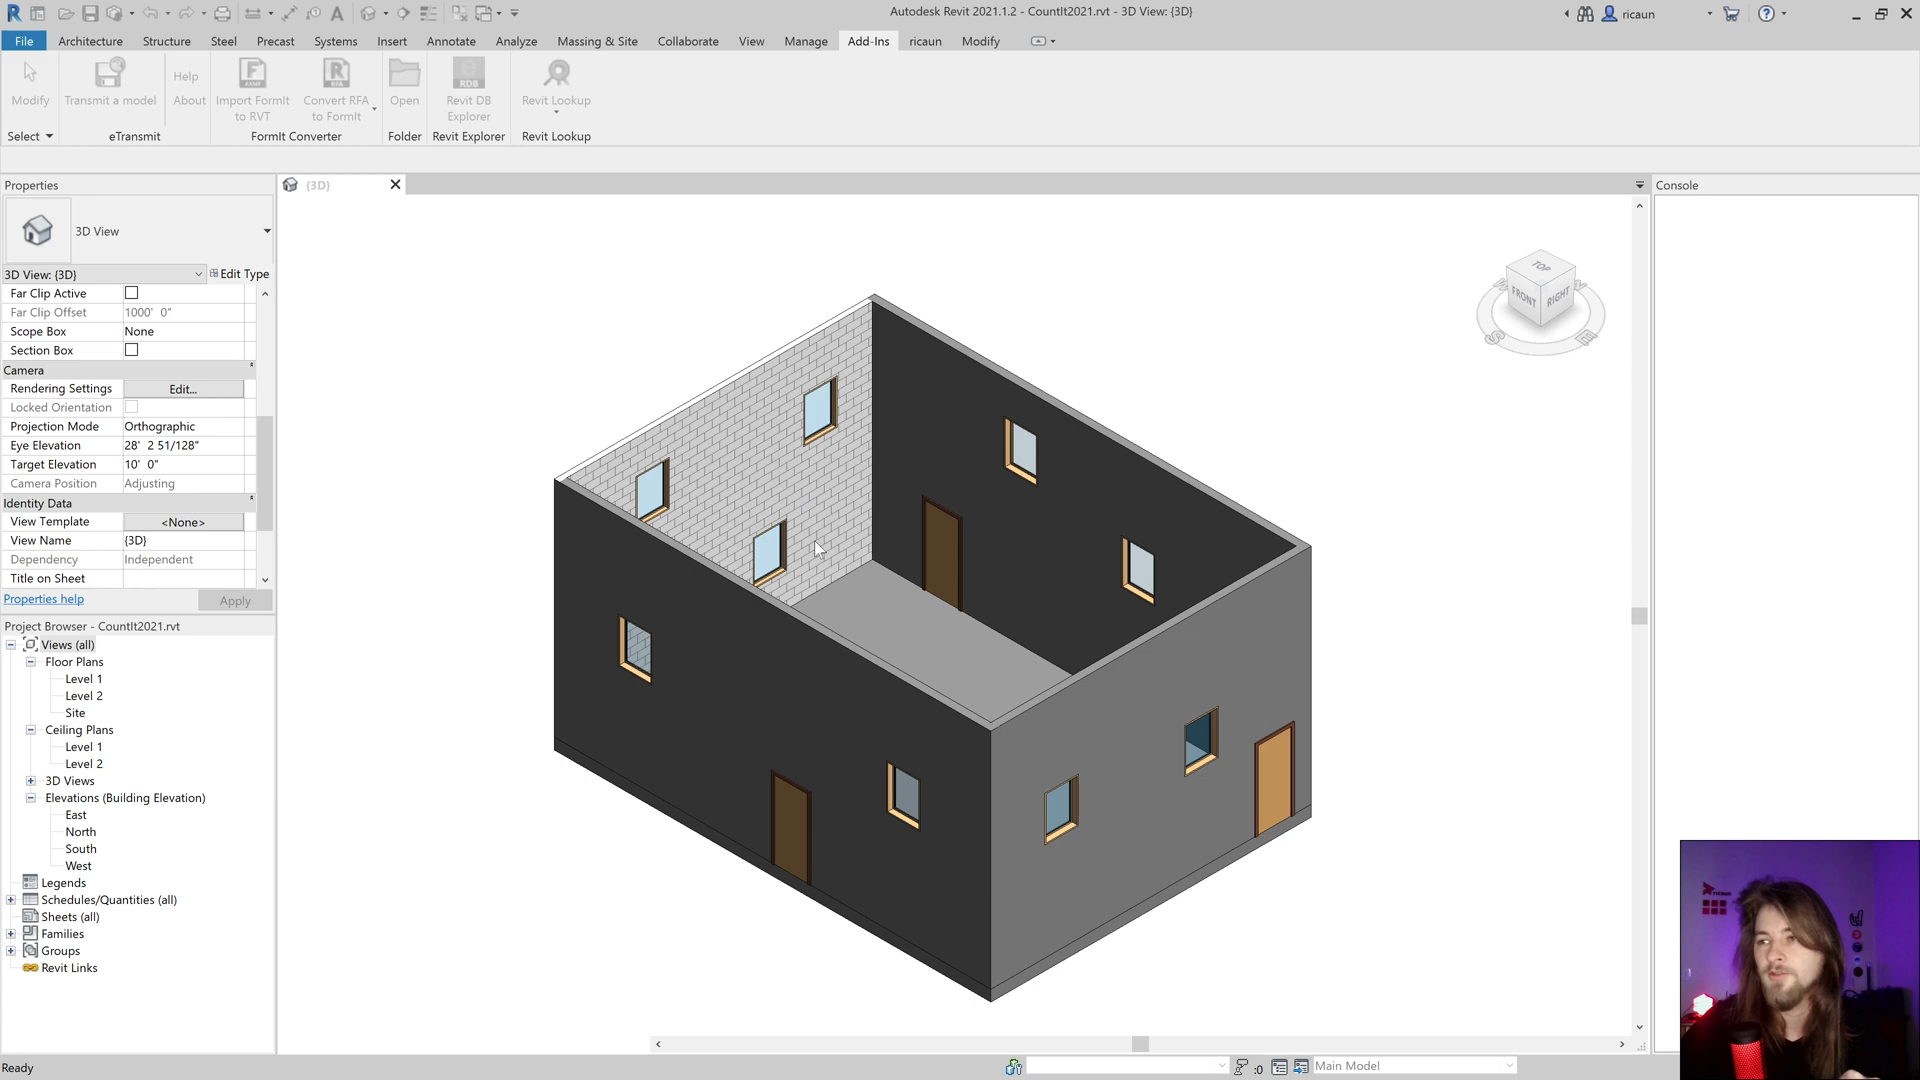 Autodesk Revit 2021.1.2 - CountIt2021.rvt - 3D View: {3D}
ricaun
File Architecture Structure Steel Precast Systems Insert Annotate Analyze Massing & Site Collaborate View Manage Add-Ins ricaun Modify
Modify
Transmit a model
Help
About
Import FormIt
to RVT
Convert RFA
to FormIt
Open
RDB
Revit DB
Explorer
Revit Lookup
Select
eTransmit
FormIt Converter
Folder
Revit Explorer
Revit Lookup
Properties
{3D}
Console
3D View
3D View: {3D}
Edit Type
Far Clip Active
Far Clip Offset 1000' 0"
Scope Box None
Section Box
Camera
Rendering Settings Edit...
Locked Orientation
Projection Mode Orthographic
Eye Elevation 28' 2 51/128"
Target Elevation 10' 0"
Camera Position Adjusting
Identity Data
View Template <None>
View Name {3D}
Dependency Independent
Title on Sheet
Properties help
Apply
Project Browser - CountIt2021.rvt
Views (all)
Floor Plans
Level 1
Level 2
Site
Ceiling Plans
Level 1
Level 2
3D Views
Elevations (Building Elevation)
East
North
South
West
Legends
Schedules/Quantities (all)
Sheets (all)
Families
Groups
Revit Links
TOP
FRONT
RIGHT
S
E
Ready
:0
Main Model